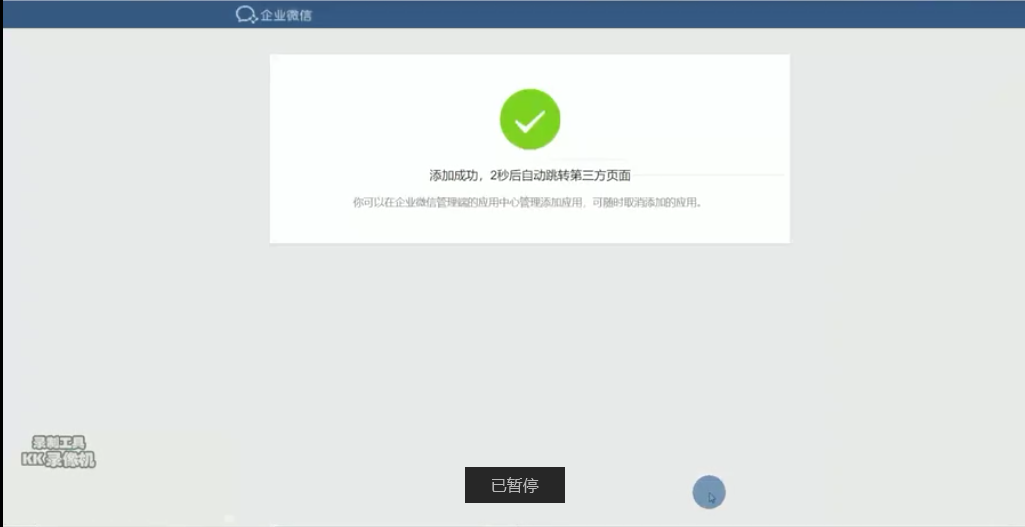 企业微信
添加成功，2秒后自动跳转第三方页面
你可以在企业微信管理端的应用中心管理添加应用，可随时取消添加的应用。
录制工具
KK录像机
已暂停